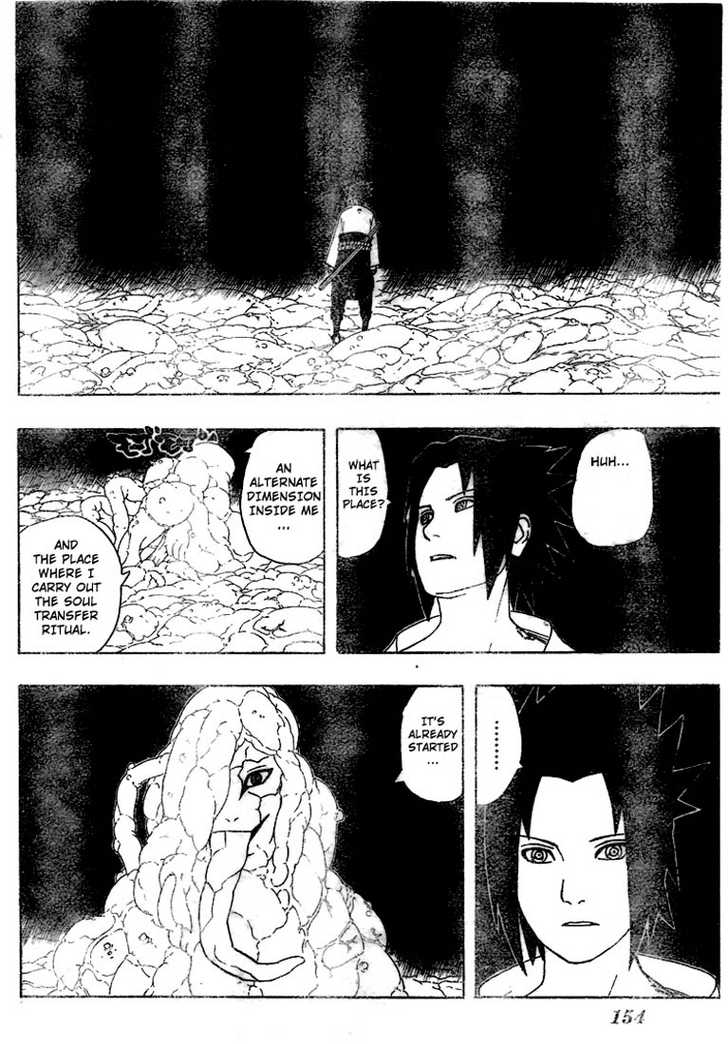 HUH...
WHAT
IS
THIS
PLACE?
AN
ALTERNATE
DIMENSION
INSIDE ME
...
AND
THE PLACE
WHERE I
CARRY OUT
THE SOUL
TRANSFER
RITUAL.
.........
IT'S
ALREADY
STARTED
...
154